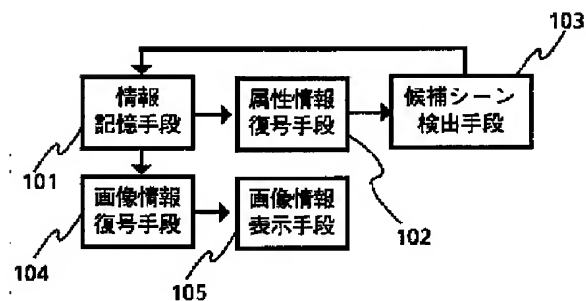 103
情報
記憶手段
属性情報
復号手段
候補シーン
検出手段
101
画像情報
復号手段
画像情報
表示手段
102
104
105